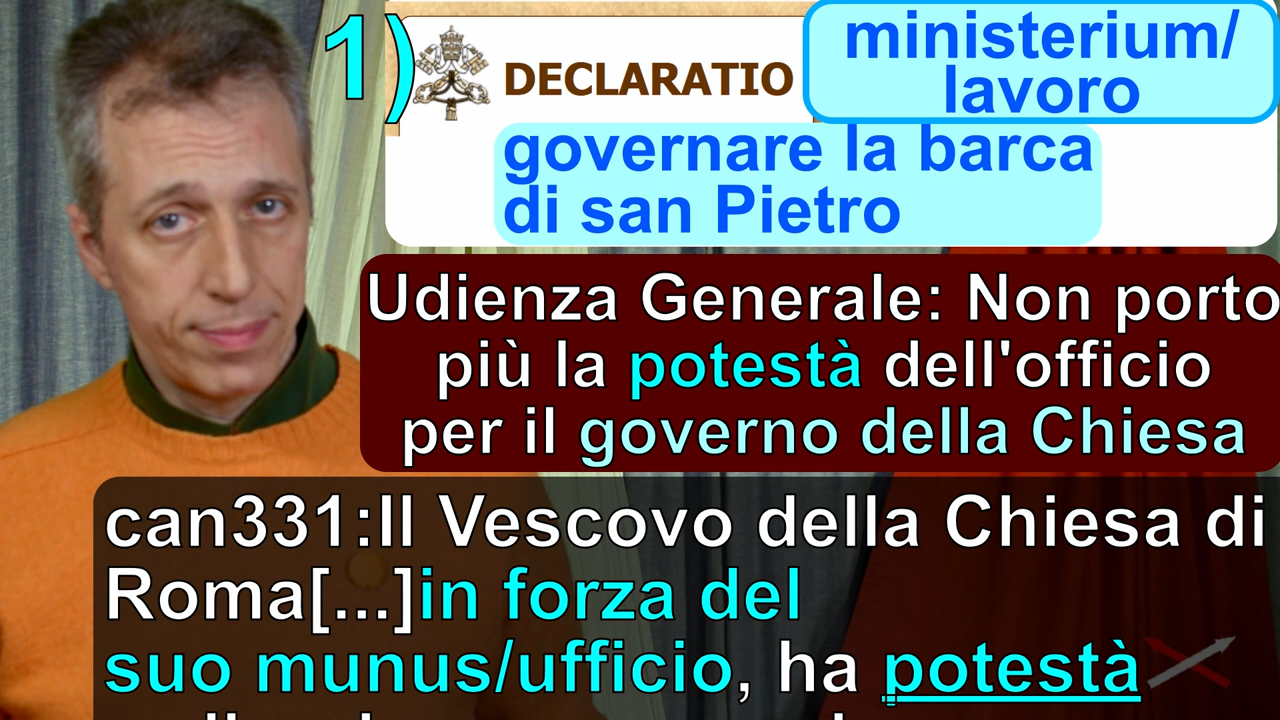 1)
DECLARATIO
ministerium/
lavoro
governare la barca
di san Pietro
Udienza Generale: Non porto
più la potestà dell'officio
per il governo della Chiesa
can331:Il Vescovo della Chiesa di
Roma[...]in forza del
suo munus/ufficio, ha potestà